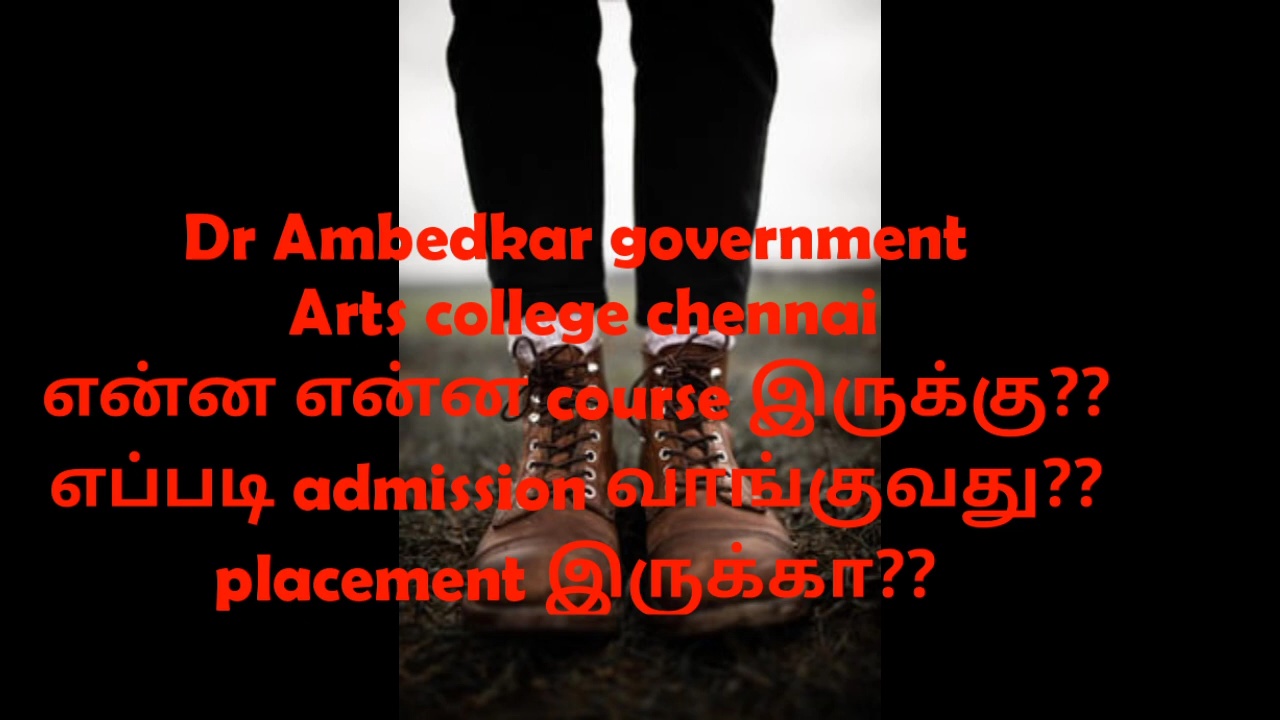 Dr Ambedkar government
Arts college chennai
என்ன என்ன course இருக்கு??
எப்படி admission வாங்குவது??
placement இருக்கா??